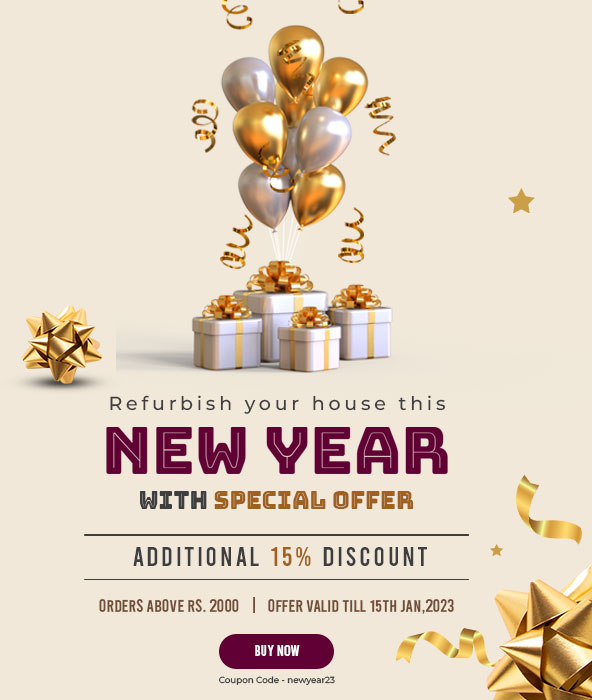 Refurbish your house this
NEW YEAR
WITH SPECIAL OFFER
ADDITIONAL 15% DISCOUNT
ORDERS ABOVE RS. 2000 | OFFER VALID TILL 15TH JAN,2023
BUY NOW
Coupon Code - newyear23